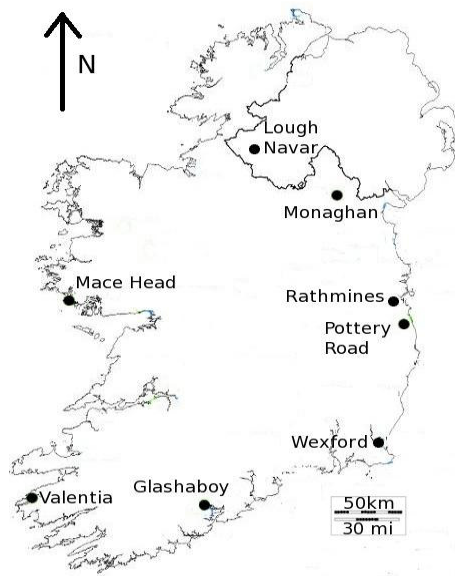 N
Lough
Navar
Monaghan
Mace Head
Rathmines
Pottery
Road
Wexford
Glashaboy
Valentia
50km
30 mi